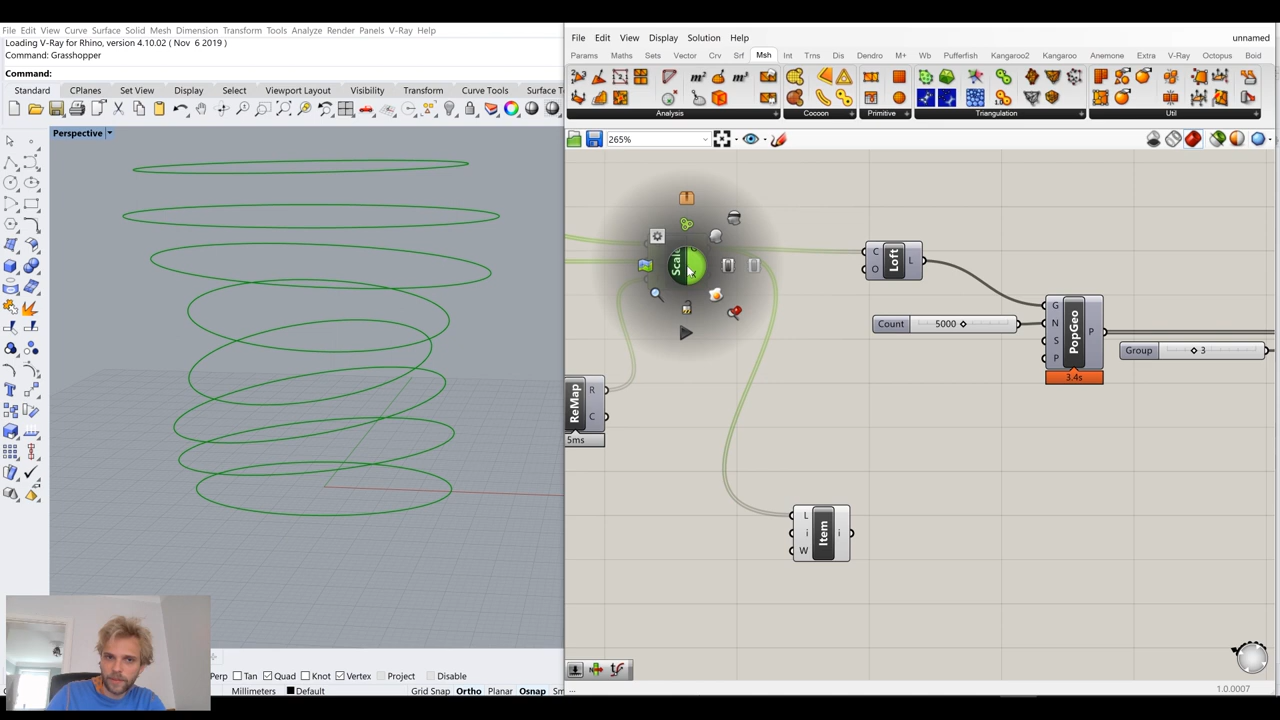 File Edit View Curve Surface Solid Mesh Dimension Transform Tools Analyze Render Panels V-Ray Help
Loading V-Ray for Rhino, version 4.10.02 ( Nov 6 2019 )
Command: Grasshopper
Command:
Standard CPlanes Set View Display Select Viewport Layout Visibility Transform Curve Tools Surface To
Perspective
File Edit View Display Solution Help
unnamed
Params Maths Sets Vector Crv Srf Msh Int Trns Dis Dendro M+ Wb Pufferfish Kangaroo2 Kangaroo Anemone Extra V-Ray Octopus Boid
Analysis Cocoon Primitive Triangulation Util
265%
Scale
C
O
Loft
L
Count 5000
G
N
S
P
PopGeo
P
3.4s
Group 3
ReMap
R
C
5ms
L
i
W
Item
i
Perp Tan Quad Knot Vertex Project Disable
Millimeters Default Grid Snap Ortho Planar Osnap Sm
...
1.0.0007